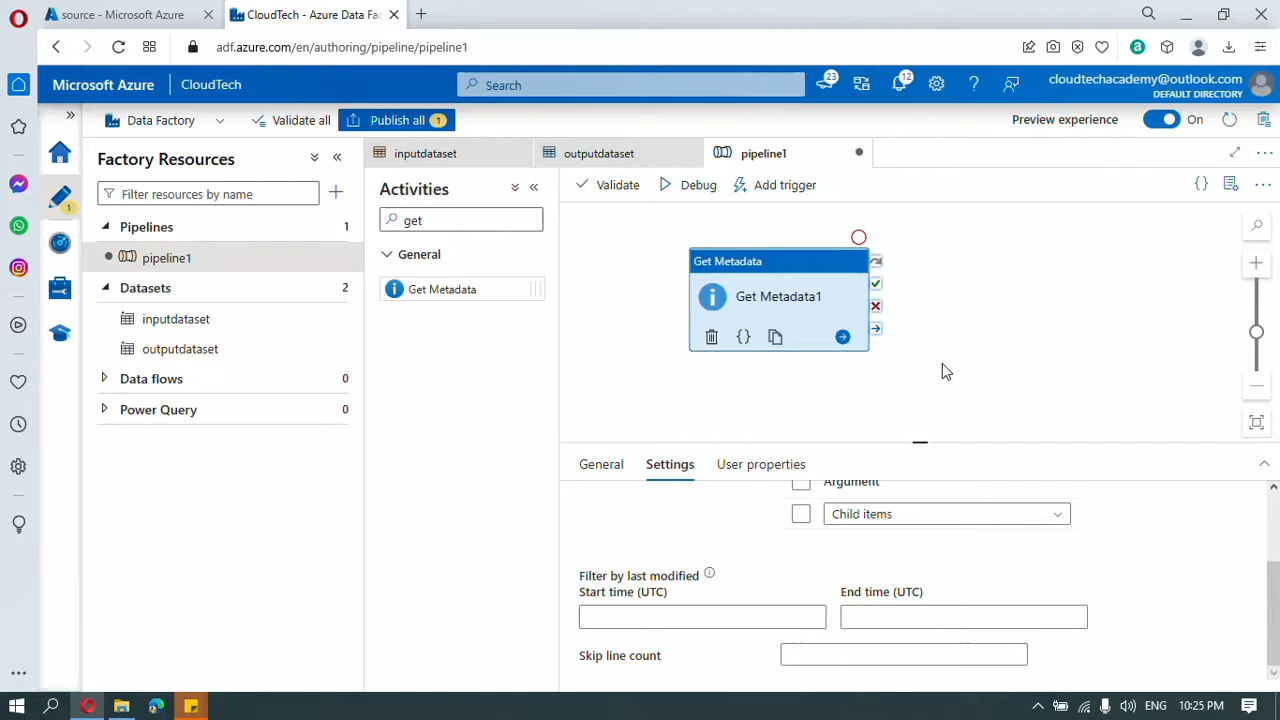 source - Microsoft Azure
CloudTech - Azure Data Fa
adf.azure.com/en/authoring/pipeline/pipeline1
Microsoft Azure
CloudTech
Search
23
12
cloudtechacademy@outlook.com
DEFAULT DIRECTORY
Data Factory
Validate all
Publish all 1
Preview experience
On
Factory Resources
Filter resources by name
Pipelines 1
pipeline1
Datasets 2
inputdataset
outputdataset
Data flows 0
Power Query 0
1
inputdataset
outputdataset
pipeline1
Activities
get
General
Get Metadata
Validate
Debug
Add trigger
Get Metadata
Get Metadata1
General
Settings
User properties
Argument
Child items
Filter by last modified
Start time (UTC)
End time (UTC)
Skip line count
ENG
10:25 PM